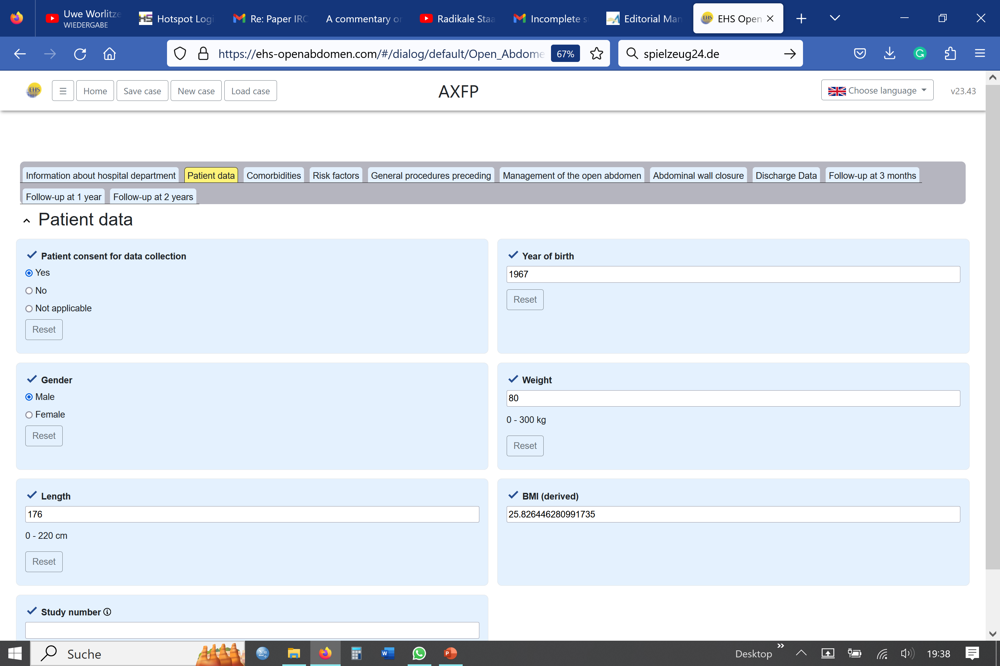 Uwe Worlitze
WIEDERGABE
Hotspot Logi
Re: Paper IRC
A commentary or
Radikale Staa
Incomplete s
Editorial Man
EHS Open
https://ehs-openabdomen.com/#/dialog/default/Open_Abdome
67%
spielzeug24.de
EHS
Home
Save case
New case
Load case
AXFP
Choose language
v23.43
Information about hospital department
Patient data
Comorbidities
Risk factors
General procedures preceding
Management of the open abdomen
Abdominal wall closure
Discharge Data
Follow-up at 3 months
Follow-up at 1 year
Follow-up at 2 years
Patient data
Patient consent for data collection
Yes
No
Not applicable
Reset
Year of birth
1967
Reset
Gender
Male
Female
Reset
Weight
80
0 - 300 kg
Reset
Length
176
0 - 220 cm
Reset
BMI (derived)
25.826446280991735
Study number
Suche
Desktop
19:38